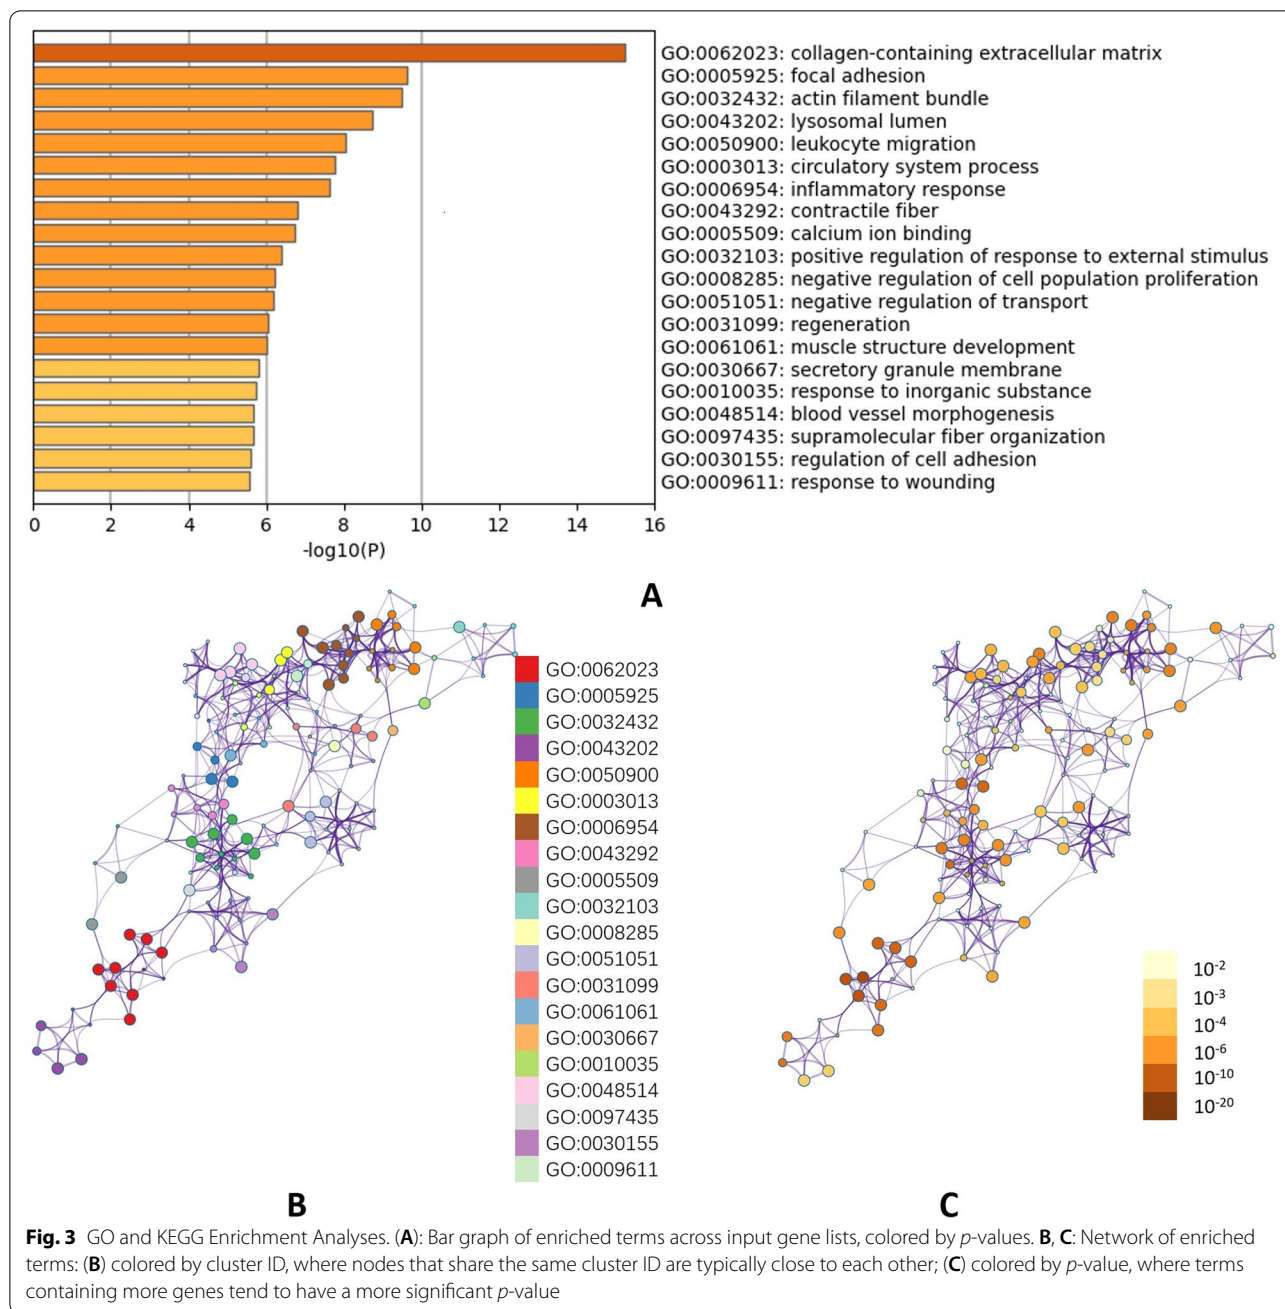 GO:0062023: collagen-containing extracellular matrix
GO:0005925: focal adhesion
GO:0032432: actin filament bundle
GO:0043202: lysosomal lumen
GO:0050900: leukocyte migration
GO:0003013: circulatory system process
GO:0006954: inflammatory response
GO:0043292: contractile fiber
GO:0005509: calcium ion binding
GO:0032103: positive regulation of response to external stimulus
GO:0008285: negative regulation of cell population proliferation
GO:0051051: negative regulation of transport
GO:0031099: regeneration
GO:0061061: muscle structure development
GO:0030667: secretory granule membrane
GO:0010035: response to inorganic substance
GO:0048514: blood vessel morphogenesis
GO:0097435: supramolecular fiber organization
GO:0030155: regulation of cell adhesion
GO:0009611: response to wounding
0 2 4 6 8 10 12 14 16
-log10(P)
A
GO:0062023
GO:0005925
GO:0032432
GO:0043202
GO:0050900
GO:0003013
GO:0006954
GO:0043292
GO:0005509
GO:0032103
GO:0008285
GO:0051051
GO:0031099
GO:0061061
GO:0030667
GO:0010035
GO:0048514
GO:0097435
GO:0030155
GO:0009611
10⁻²
10⁻³
10⁻⁴
10⁻⁶
10⁻¹⁰
10⁻²⁰
B
C
Fig. 3 GO and KEGG Enrichment Analyses. (A): Bar graph of enriched terms across input gene lists, colored by p-values. B, C: Network of enriched
terms: (B) colored by cluster ID, where nodes that share the same cluster ID are typically close to each other; (C) colored by p-value, where terms
containing more genes tend to have a more significant p-value